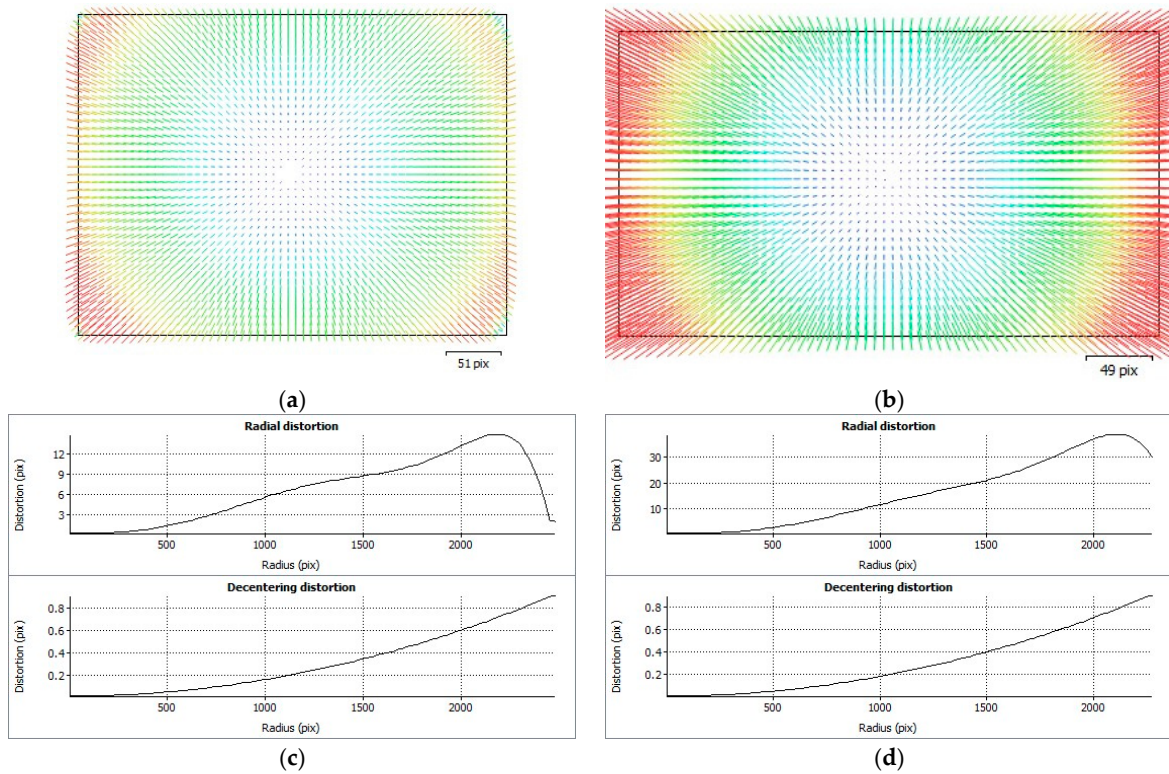 51 pix
49 pix
(a)
(b)
Radial distortion
Distortion (pix)
12
9
6
3
500
1000
1500
2000
Radius (pix)
Decentering distortion
Distortion (pix)
0.8
0.6
0.4
0.2
500
1000
1500
2000
Radius (pix)
(c)
Radial distortion
Distortion (pix)
30
20
10
500
1000
1500
2000
Radius (pix)
Decentering distortion
Distortion (pix)
0.8
0.6
0.4
0.2
500
1000
1500
2000
Radius (pix)
(d)